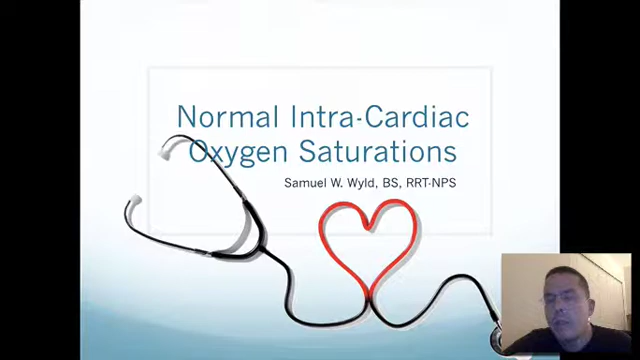 Normal Intra-Cardiac
Oxygen Saturations
Samuel W. Wyld, BS, RRT-NPS